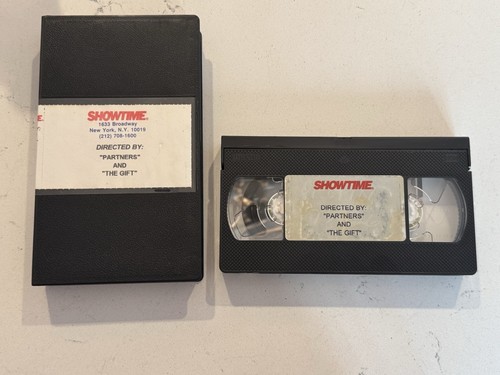 SHOWTIME.
1633 Broadway
New York, N.Y. 10019
(212) 708-1600
DIRECTED BY:
"PARTNERS"
AND
"THE GIFT"
SHOWTIME.
DIRECTED BY:
"PARTNERS"
AND
"THE GIFT"